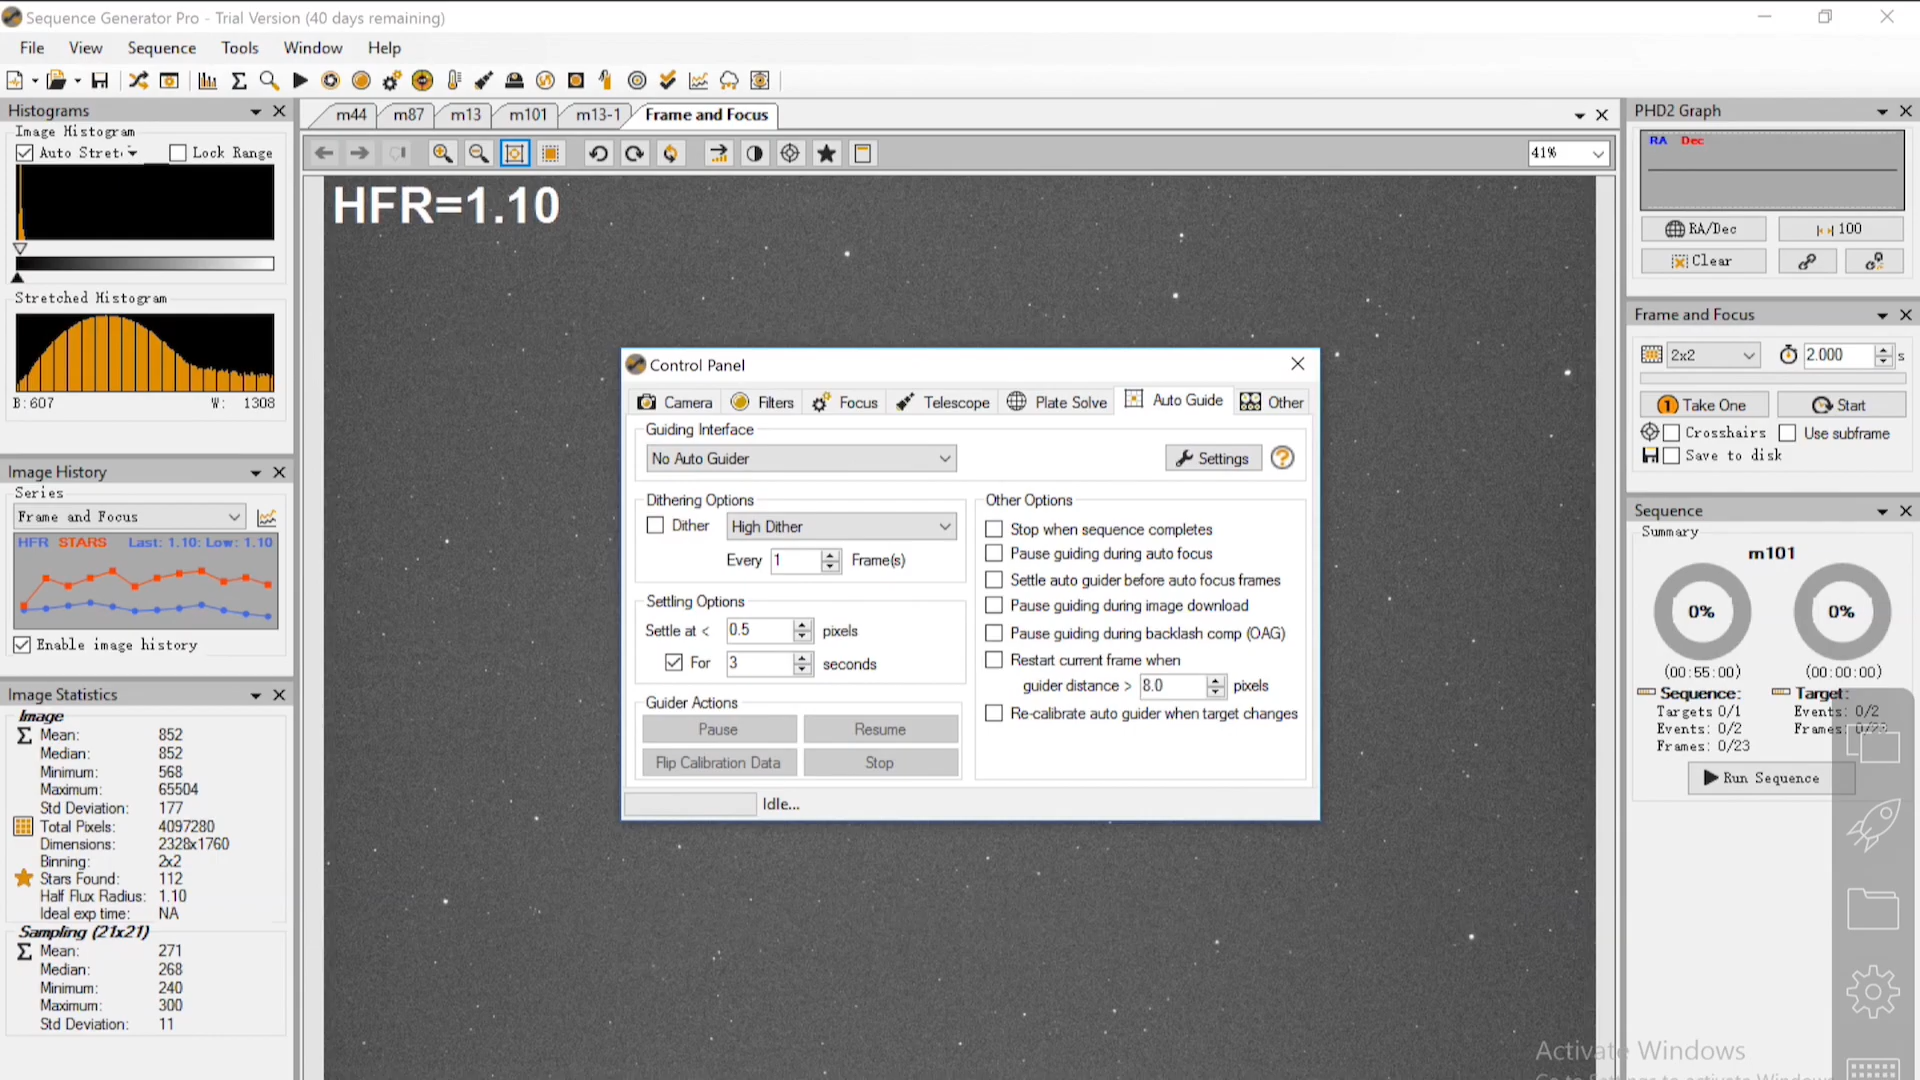 Sequence Generator Pro - Trial Version (40 days remaining)
File View Sequence Tools Window Help
Histograms
Image Histogram
Auto Stret Lock Range
Stretched Histogram
B:607 W: 1308
Image History
Series
Frame and Focus
HFR STARS Last: 1.10: Low: 1.10
Enable image history
Image Statistics
Image
Mean: 852
Median: 852
Minimum: 568
Maximum: 65504
Std Deviation: 177
Total Pixels: 4097280
Dimensions: 2328x1760
Binning: 2x2
Stars Found: 112
Half Flux Radius: 1.10
Ideal exp time: NA
Sampling (21x21)
Mean: 271
Median: 268
Minimum: 240
Maximum: 300
Std Deviation: 11
m44 m87 m13 m101 m13-1 Frame and Focus
41%
HFR=1.10
Control Panel
Camera Filters Focus Telescope Plate Solve Auto Guide Other
Guiding Interface
No Auto Guider Settings
Dithering Options
Dither High Dither
Every 1 Frame(s)
Settling Options
Settle at < 0.5 pixels
For 3 seconds
Guider Actions
Pause Resume
Flip Calibration Data Stop
Idle...
Other Options
Stop when sequence completes
Pause guiding during auto focus
Settle auto guider before auto focus frames
Pause guiding during image download
Pause guiding during backlash comp (OAG)
Restart current frame when
guider distance > 8.0 pixels
Re-calibrate auto guider when target changes
PHD2 Graph
RA Dec
RA/Dec 100
Clear
Frame and Focus
2x2 2.000 s
1 Take One Start
Crosshairs Use subframe
Save to disk
Sequence
Summary
m101
0% 0%
(00:55:00) (00:00:00)
Sequence: Target:
Targets 0/1 Events: 0/2
Events: 0/2 Frames: 0/23
Frames: 0/23
Run Sequence
Activate Windows